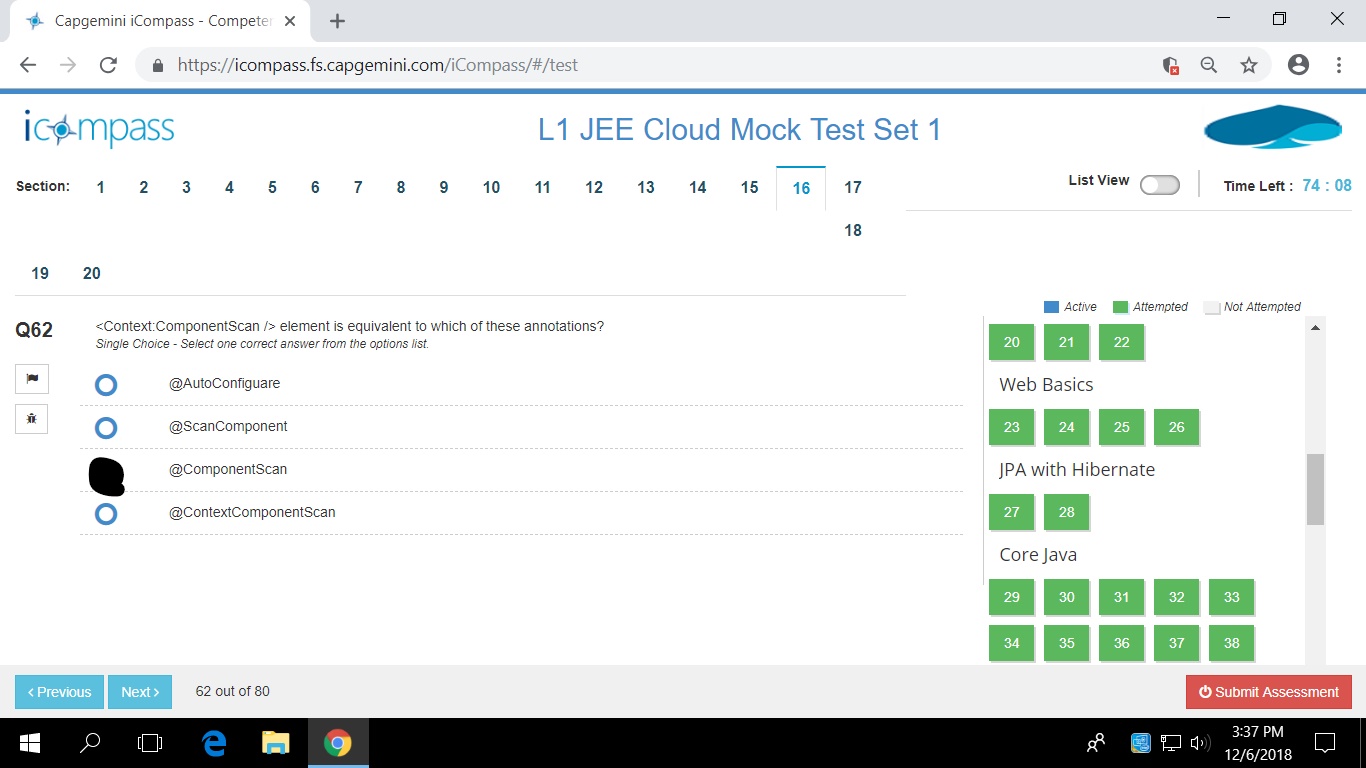 Capgemini iCompass - Competen
https://icompass.fs.capgemini.com/iCompass/#/test
icompass
L1 JEE Cloud Mock Test Set 1
Section: 1 2 3 4 5 6 7 8 9 10 11 12 13 14 15 16 17
List View
Time Left : 74 : 08
18
19 20
Active Attempted Not Attempted
Q62
<Context:ComponentScan /> element is equivalent to which of these annotations?
Single Choice - Select one correct answer from the options list.
@AutoConfiguare
@ScanComponent
@ComponentScan
@ContextComponentScan
20 21 22
Web Basics
23 24 25 26
JPA with Hibernate
27 28
Core Java
29 30 31 32 33
34 35 36 37 38
Previous Next 62 out of 80
Submit Assessment
3:37 PM
12/6/2018